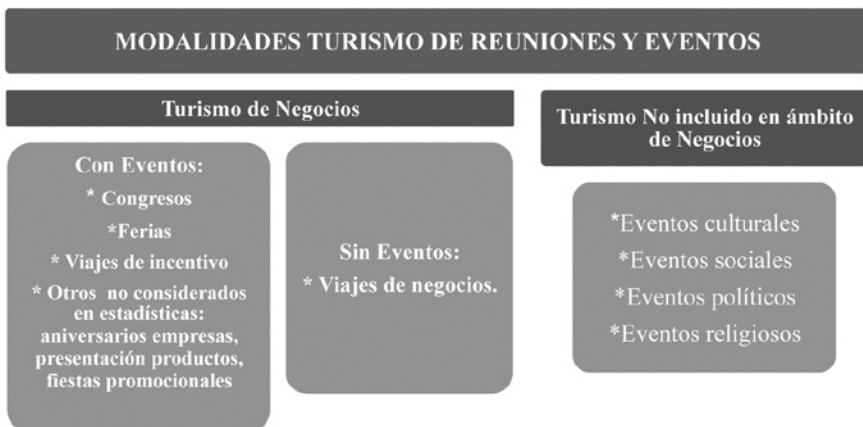 MODALIDADES TURISMO DE REUNIONES Y EVENTOS
Turismo de Negocios
Con Eventos:
* Congresos
*Ferias
* Viajes de incentivo
* Otros no considerados
en estadísticas:
aniversarios empresas,
presentación productos,
fiestas promocionales
Sin Eventos:
* Viajes de negocios.
Turismo No incluido en ámbito
de Negocios
*Eventos culturales
*Eventos sociales
*Eventos políticos
*Eventos religiosos